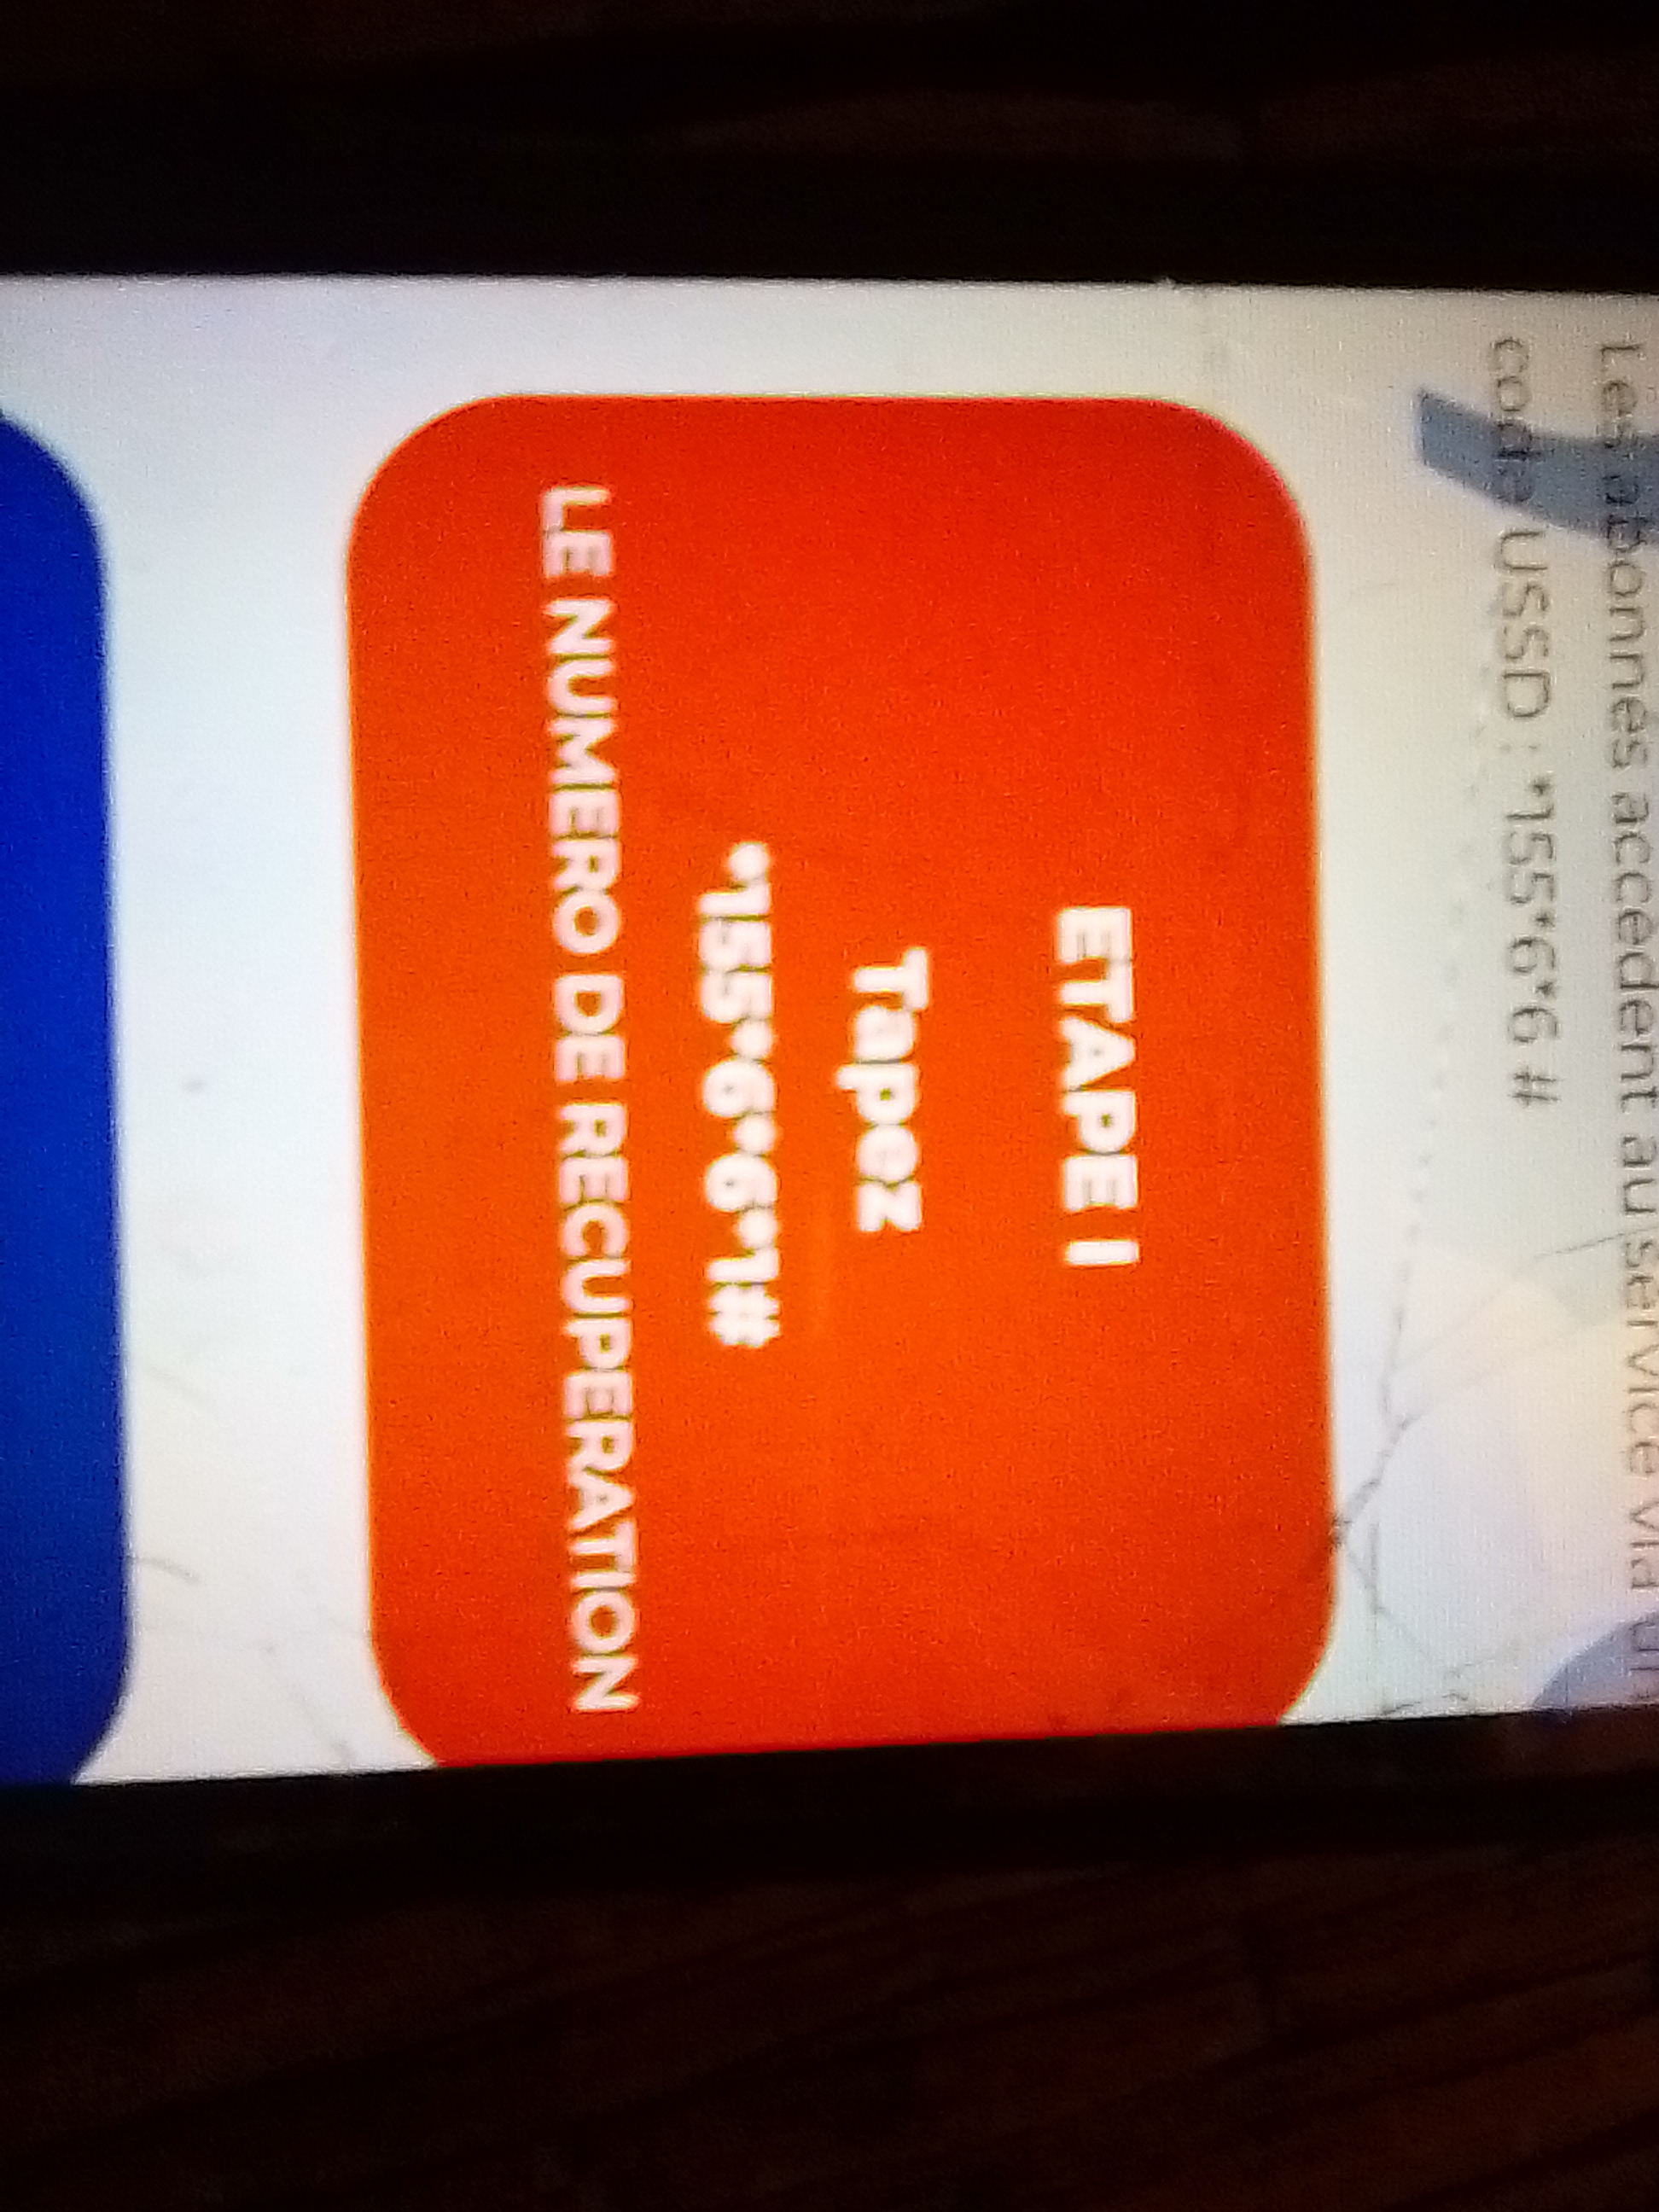 Les abonnés accèdent au service via un
code USSD : *155*6*6 #
ETAPE I
Tapez
*155*6*6*1#
LE NUMERO DE RECUPERATION